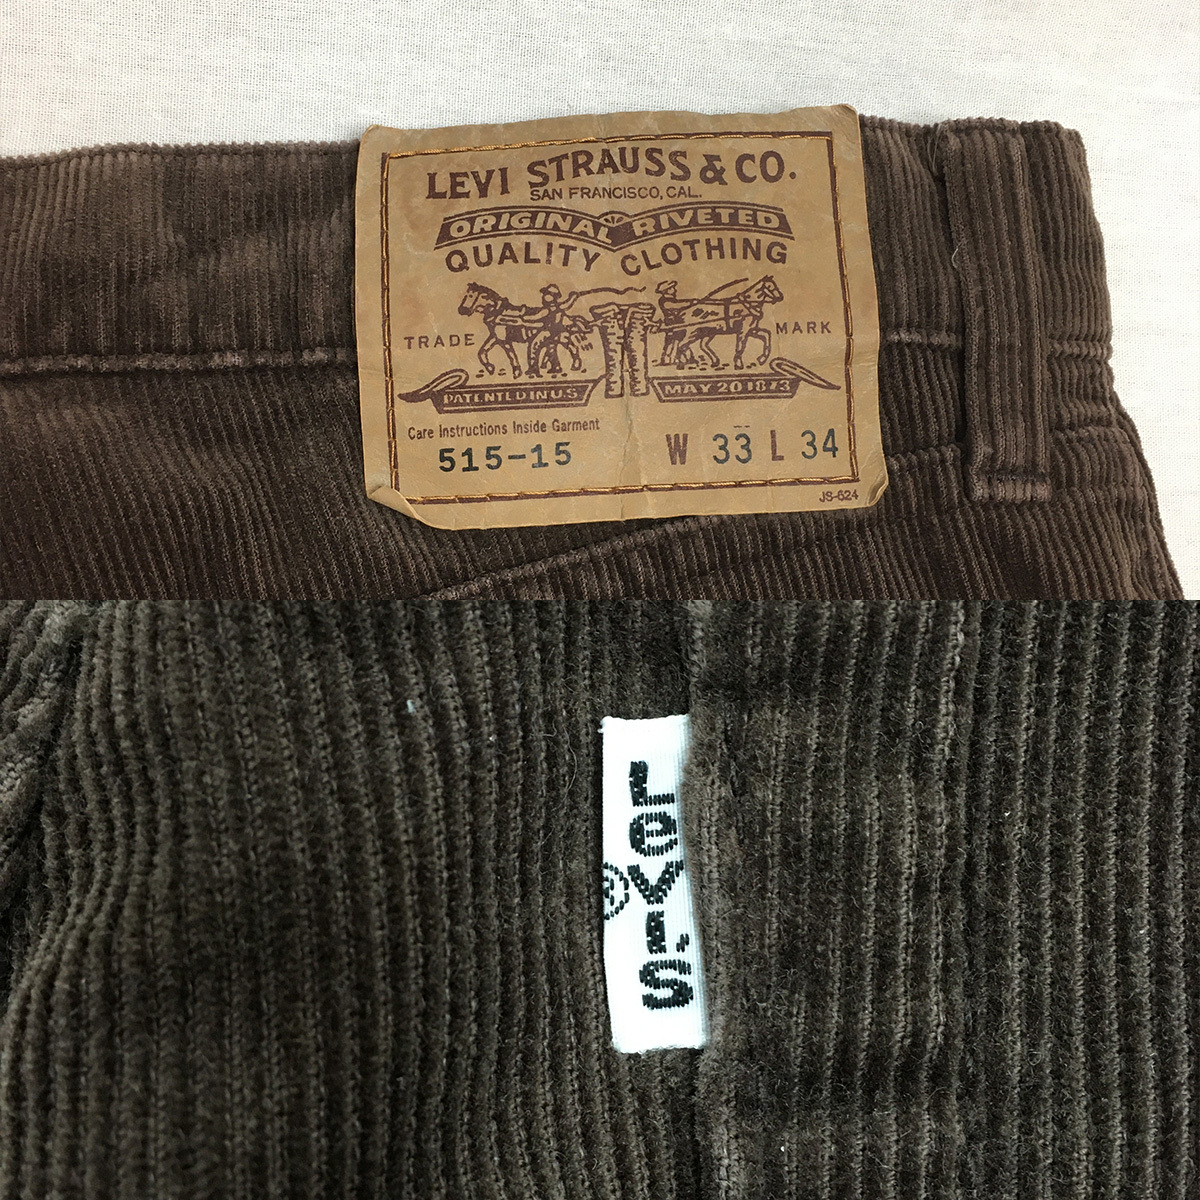 LEVI STRAUSS & CO.
SAN FRANCISCO, CAL.
ORIGINAL RIVETED
QUALITY CLOTHING
TRADE MARK
PATENTED IN U.S. MAY 20 1873
Care Instructions Inside Garment
515-15 W 33 L 34
JS-624
LeVI'S
®